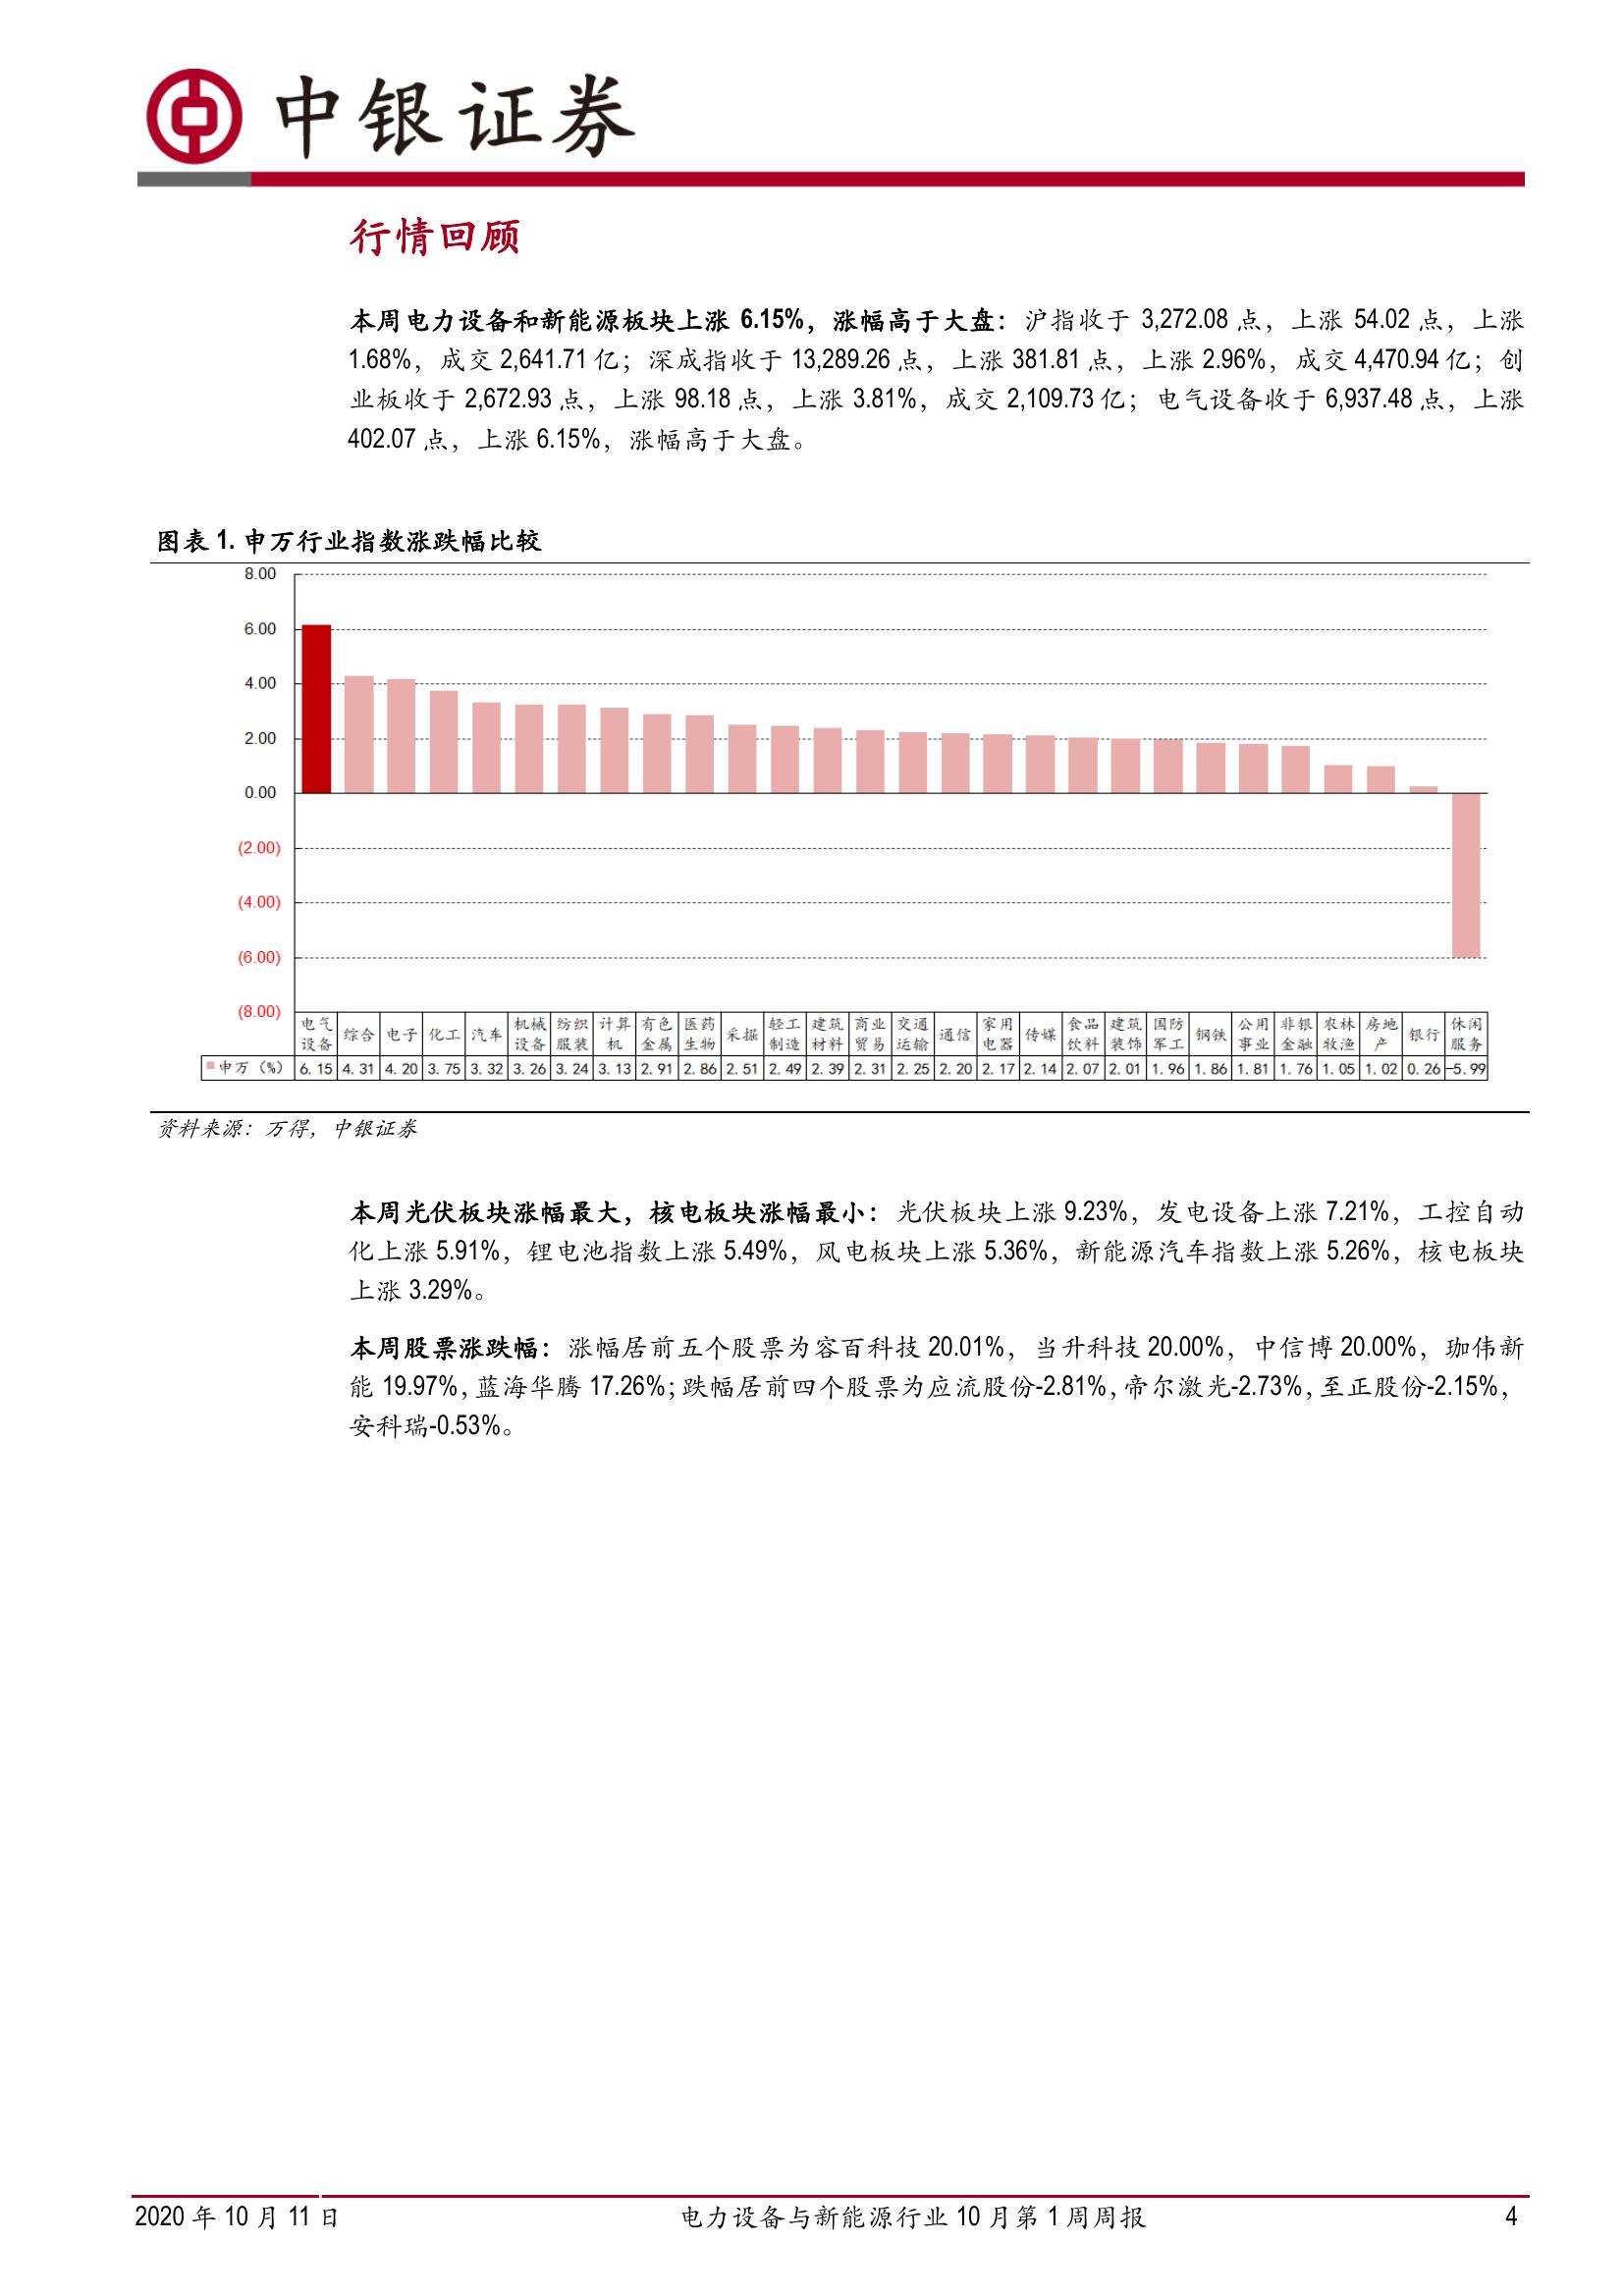 中银证券
行情回顾
本周电力设备和新能源板块上涨 6.15%，涨幅高于大盘：沪指收于 3,272.08 点，上涨 54.02 点，上涨
1.68%，成交 2,641.71 亿；深成指收于 13,289.26 点，上涨 381.81 点，上涨 2.96%，成交 4,470.94 亿；创
业板收于 2,672.93 点，上涨 98.18 点，上涨 3.81%，成交 2,109.73 亿；电气设备收于 6,937.48 点，上涨
402.07 点，上涨 6.15%，涨幅高于大盘。
图表 1. 申万行业指数涨跌幅比较
8.00
6.00
4.00
2.00
0.00
(2.00)
(4.00)
(6.00)
(8.00)
电气设备 综合 电子 化工 汽车 机械设备 纺织服装 计算机 有色金属 医药生物 采掘 轻工制造 建筑材料 商业贸易 交通运输 通信 家用电器 传媒 食品饮料 建筑装饰 国防军工 钢铁 公用事业 非银金融 农林牧渔 房地产 银行 休闲服务
申万（%） 6.15 4.31 4.20 3.75 3.32 3.26 3.24 3.13 2.91 2.86 2.51 2.49 2.39 2.31 2.25 2.20 2.17 2.14 2.07 2.01 1.96 1.86 1.81 1.76 1.05 1.02 0.26 -5.99
资料来源：万得，中银证券
本周光伏板块涨幅最大，核电板块涨幅最小：光伏板块上涨 9.23%，发电设备上涨 7.21%，工控自动
化上涨 5.91%，锂电池指数上涨 5.49%，风电板块上涨 5.36%，新能源汽车指数上涨 5.26%，核电板块
上涨 3.29%。
本周股票涨跌幅：涨幅居前五个股票为容百科技 20.01%，当升科技 20.00%，中信博 20.00%，珈伟新
能 19.97%，蓝海华腾 17.26%；跌幅居前四个股票为应流股份-2.81%，帝尔激光-2.73%，至正股份-2.15%，
安科瑞-0.53%。
2020 年 10 月 11 日
电力设备与新能源行业 10 月第 1 周周报
4